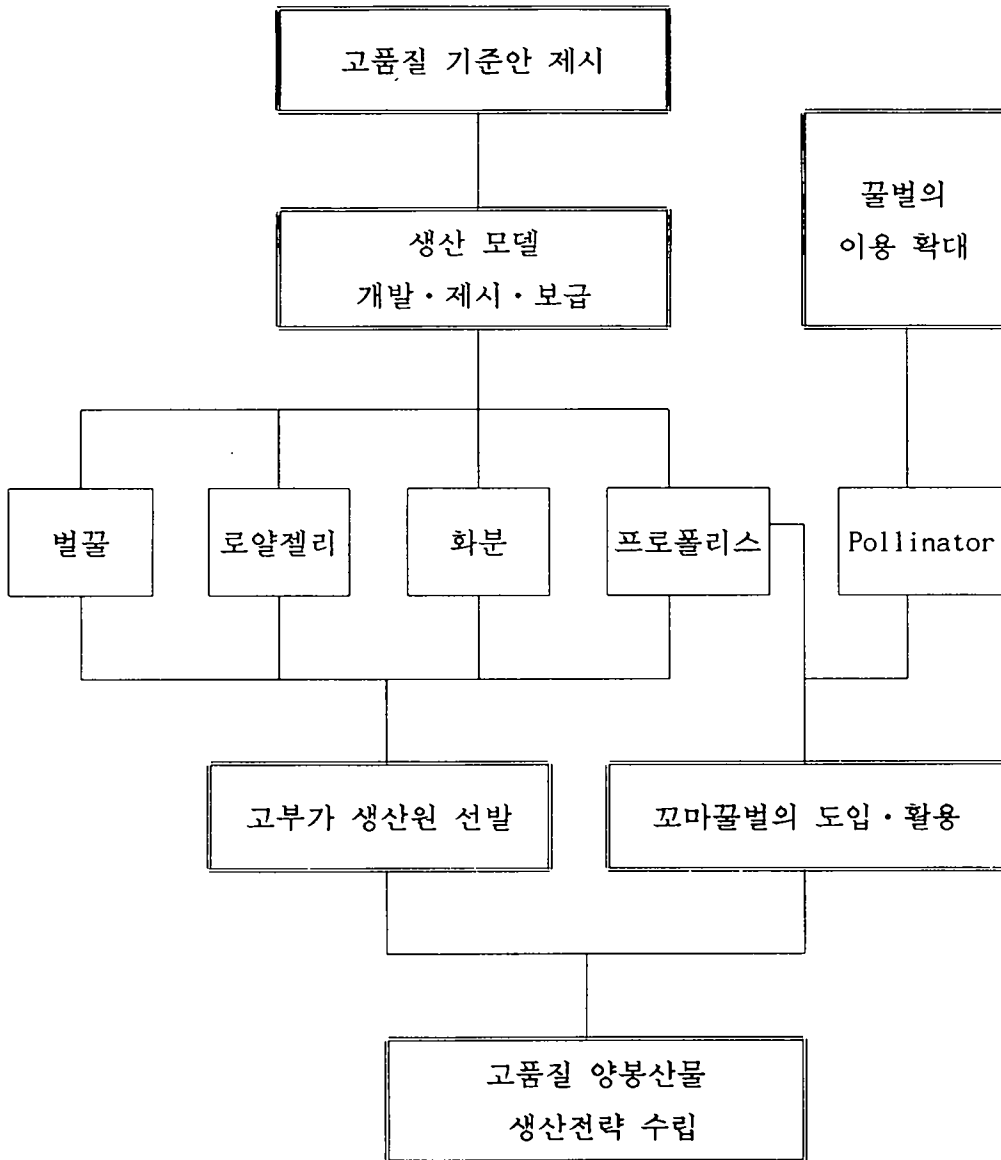 고품질 기준안 제시
꿀벌의
이용 확대
생산 모델
개발·제시·보급
벌꿀
로얄젤리
화분
프로폴리스
Pollinator
고부가 생산원 선발
꼬마꿀벌의 도입·활용
고품질 양봉산물
생산전략 수립